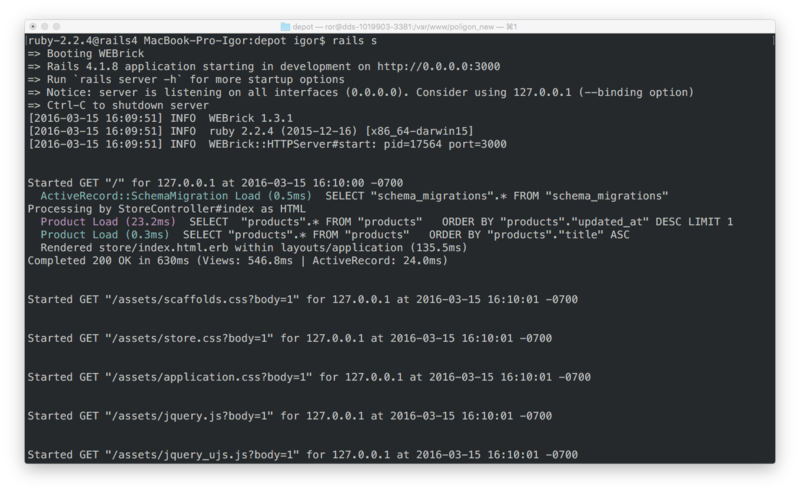 depot — ror@dds-1019903-3381:/var/www/poligon_new — ⌘1
ruby-2.2.4@rails4 MacBook-Pro-Igor:depot igor$ rails s
=> Booting WEBrick
=> Rails 4.1.8 application starting in development on http://0.0.0.0:3000
=> Run `rails server -h` for more startup options
=> Notice: server is listening on all interfaces (0.0.0.0). Consider using 127.0.0.1 (--binding option)
=> Ctrl-C to shutdown server
[2016-03-15 16:09:51] INFO  WEBrick 1.3.1
[2016-03-15 16:09:51] INFO  ruby 2.2.4 (2015-12-16) [x86_64-darwin15]
[2016-03-15 16:09:51] INFO  WEBrick::HTTPServer#start: pid=17564 port=3000
Started GET "/" for 127.0.0.1 at 2016-03-15 16:10:00 -0700
  ActiveRecord::SchemaMigration Load (0.5ms)  SELECT "schema_migrations".* FROM "schema_migrations"
Processing by StoreController#index as HTML
  Product Load (23.2ms)  SELECT  "products".* FROM "products"   ORDER BY "products"."updated_at" DESC LIMIT 1
  Product Load (0.3ms)  SELECT "products".* FROM "products"   ORDER BY "products"."title" ASC
  Rendered store/index.html.erb within layouts/application (135.5ms)
Completed 200 OK in 630ms (Views: 546.8ms | ActiveRecord: 24.0ms)
Started GET "/assets/scaffolds.css?body=1" for 127.0.0.1 at 2016-03-15 16:10:01 -0700
Started GET "/assets/store.css?body=1" for 127.0.0.1 at 2016-03-15 16:10:01 -0700
Started GET "/assets/application.css?body=1" for 127.0.0.1 at 2016-03-15 16:10:01 -0700
Started GET "/assets/jquery.js?body=1" for 127.0.0.1 at 2016-03-15 16:10:01 -0700
Started GET "/assets/jquery_ujs.js?body=1" for 127.0.0.1 at 2016-03-15 16:10:01 -0700